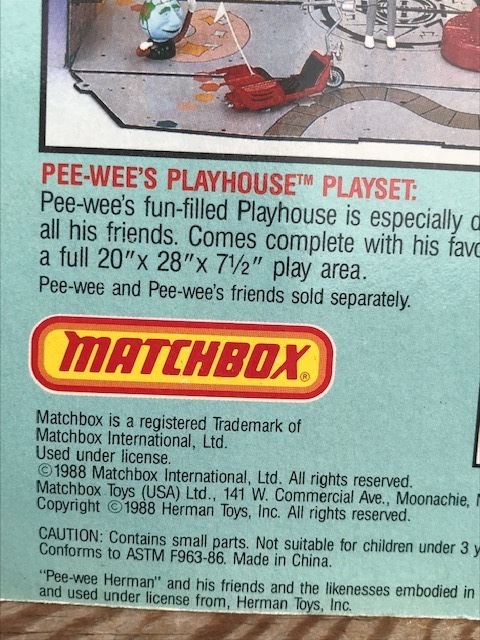 PEE-WEE'S PLAYHOUSE™ PLAYSET:
Pee-wee's fun-filled Playhouse is especially
all his friends. Comes complete with his
a full 20"x 28"x 7½" play area.
Pee-wee and Pee-wee's friends sold separately.
MATCHBOX®
Matchbox is a registered Trademark of
Matchbox International, Ltd.
Used under license.
©1988 Matchbox International, Ltd. All rights reserved.
Matchbox Toys (USA) Ltd., 141 W. Commercial Ave., Moonachie,
Copyright ©1988 Herman Toys, Inc. All rights reserved.
CAUTION: Contains small parts. Not suitable for children under 3
Conforms to ASTM F963-86. Made in China.
"Pee-wee Herman" and his friends and the likenesses embodied in
and used under license from, Herman Toys, Inc.